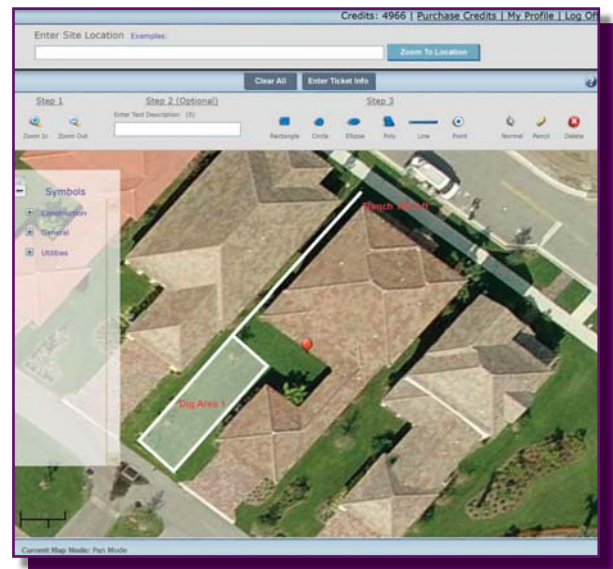 Credits: 4966 | Purchase Credits | My Profile | Log Off
Enter Site Location Examples:
Zoom To Location
Clear All Enter Ticket Info
Step 1 Step 2 (Optional) Step 3
Enter Text Description
Zoom In Zoom Out Rectangle Circle Ellipse Poly Line Point Normal Pencil Delete
Symbols
Construction
General
Utilities
Trench
Dig Area 1
Current Map Mode: Pan Mode